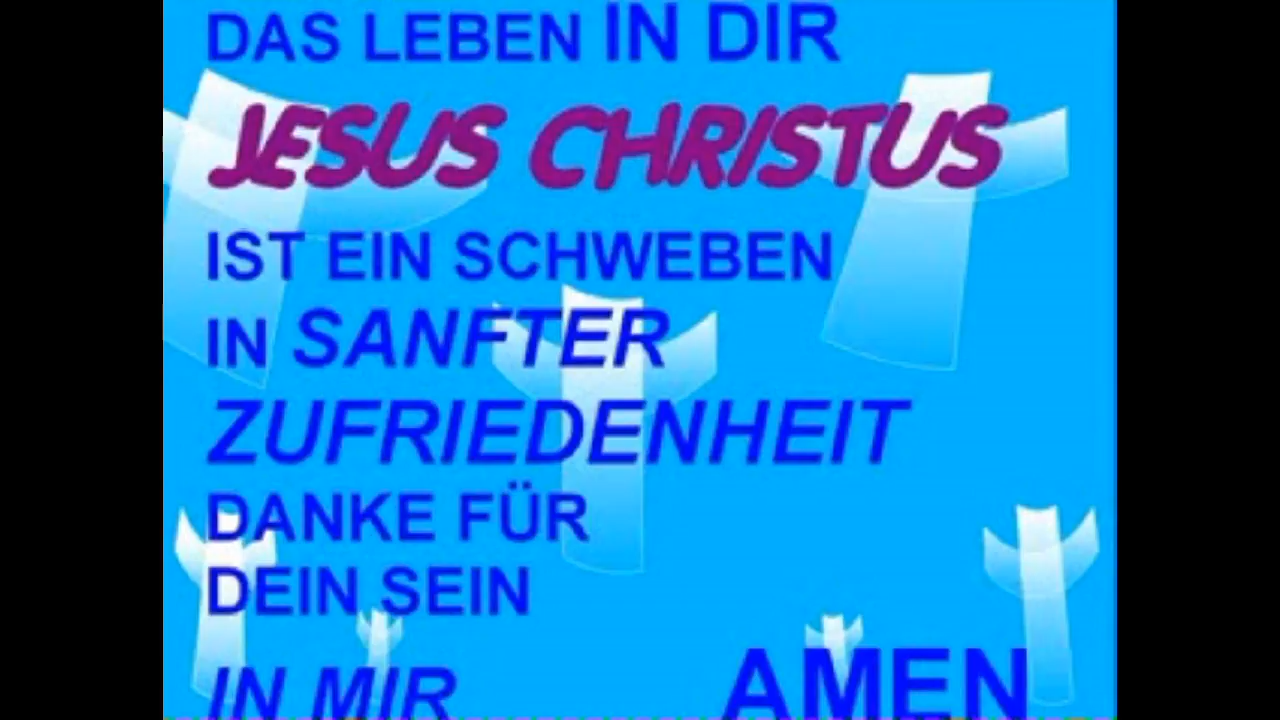 DAS LEBEN IN DIR
JESUS CHRISTUS
IST EIN SCHWEBEN
IN SANFTER
ZUFRIEDENHEIT
DANKE FÜR
DEIN SEIN
IN MIR AMEN